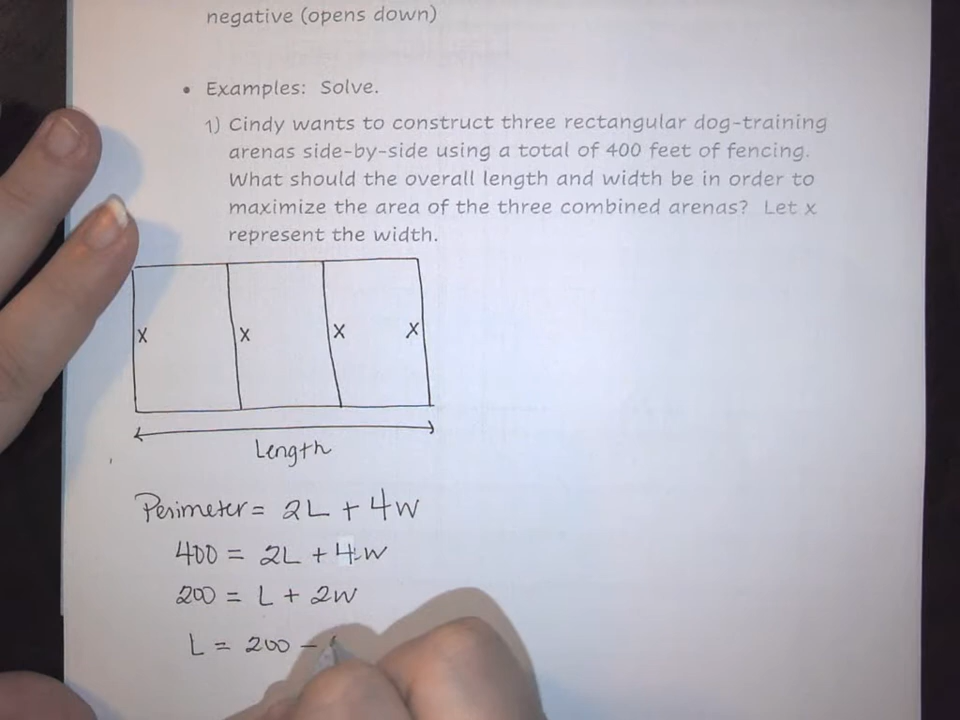 negative (opens down)
• Examples: Solve.
1) Cindy wants to construct three rectangular dog-training
arenas side-by-side using a total of 400 feet of fencing.
What should the overall length and width be in order to
maximize the area of the three combined arenas? Let x
represent the width.
x x x x
Length
Perimeter = 2L + 4W
400 = 2L + 4W
200 = L + 2W
L = 200 -